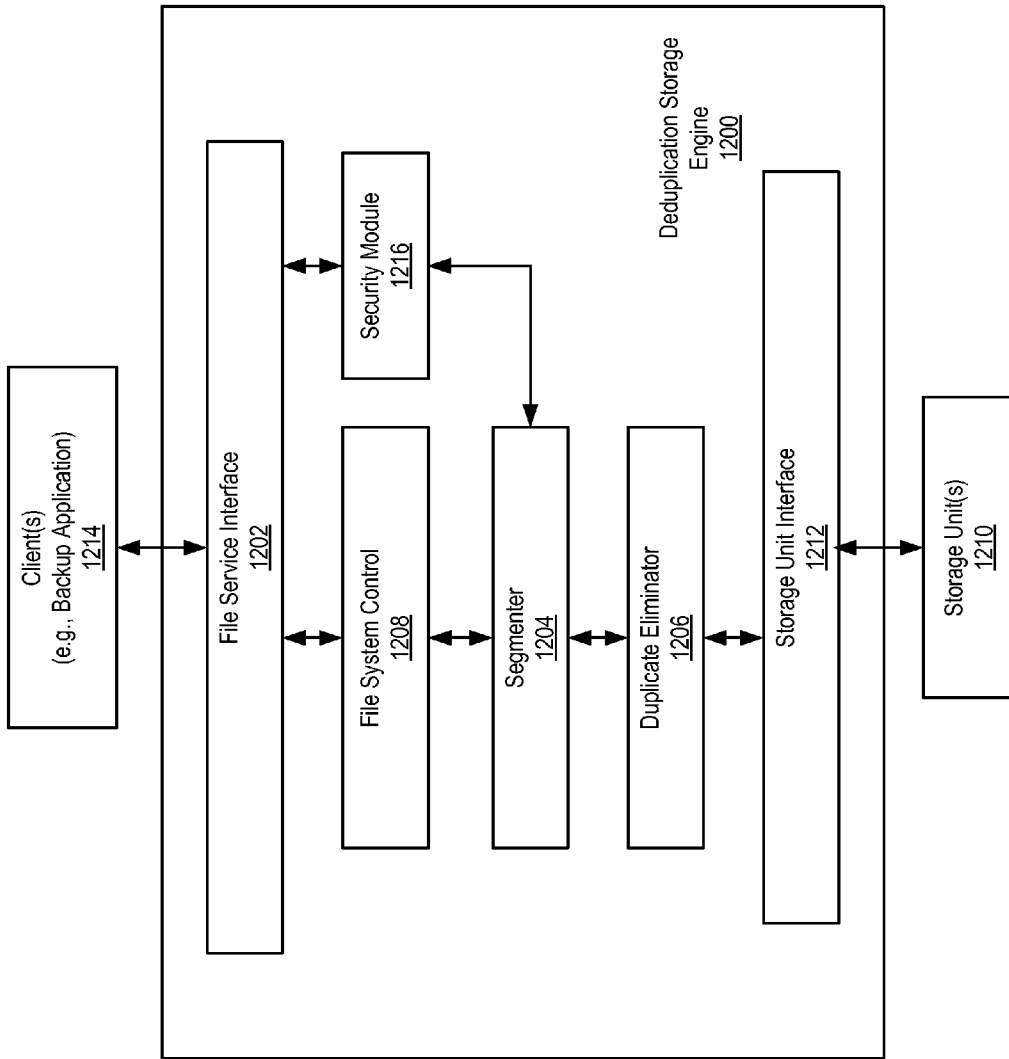 Client(s)
(e.g., Backup Application)
1214
File Service Interface
1202
File System Control
1208
Security Module
1216
Segmenter
1204
Duplicate Eliminator
1206
Deduplication Storage
Engine
1200
Storage Unit Interface
1212
Storage Unit(s)
1210